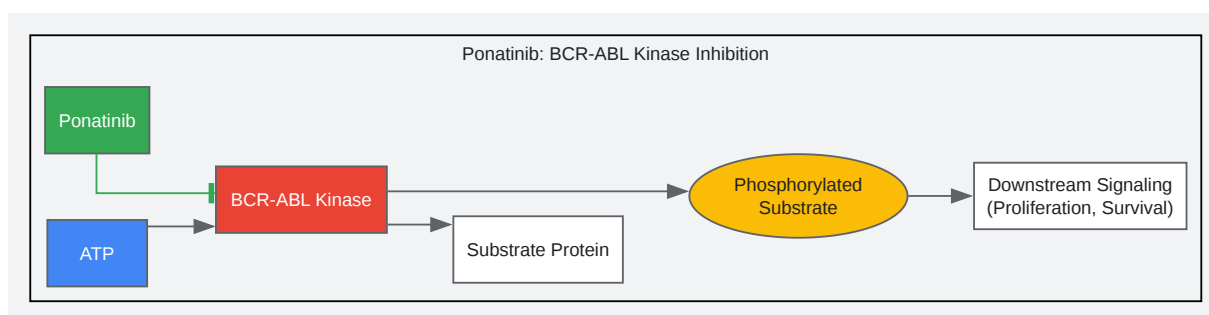 Ponatinib: BCR-ABL Kinase Inhibition
Ponatinib
BCR-ABL Kinase
ATP
Substrate Protein
Phosphorylated
Substrate
Downstream Signaling
(Proliferation, Survival)